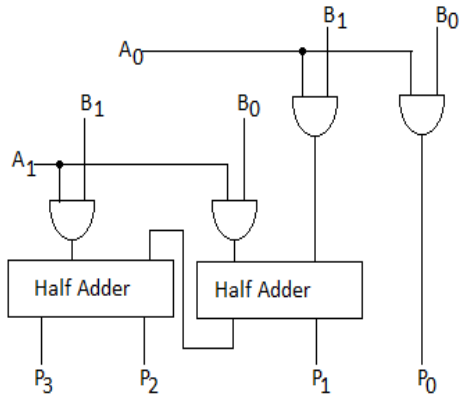 B1 B0
A0
B1 B0
A1
Half Adder Half Adder
P3 P2 P1 P0